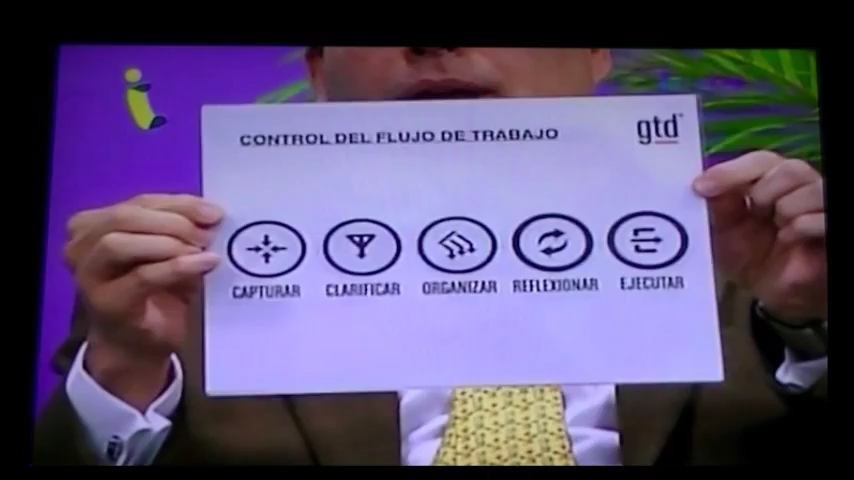 CONTROL DEL FLUJO DE TRABAJO
gtd
CAPTURAR
CLARIFICAR
ORGANIZAR
REFLEXIONAR
EJECUTAR